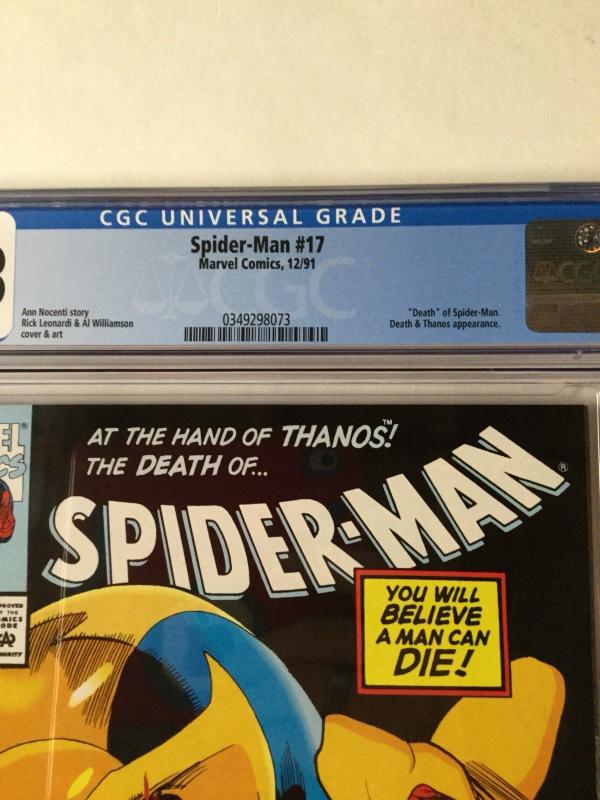 CGC UNIVERSAL GRADE
Spider-Man #17
Marvel Comics, 12/91
Ann Nocenti story
Rick Leonardi & Al Williamson
cover & art
0349298073
"Death" of Spider-Man.
Death & Thanos appearance.
CGC
AT THE HAND OF THANOS!™
THE DEATH OF...
SPIDER-MAN®
YOU WILL
BELIEVE
A MAN CAN
DIE!